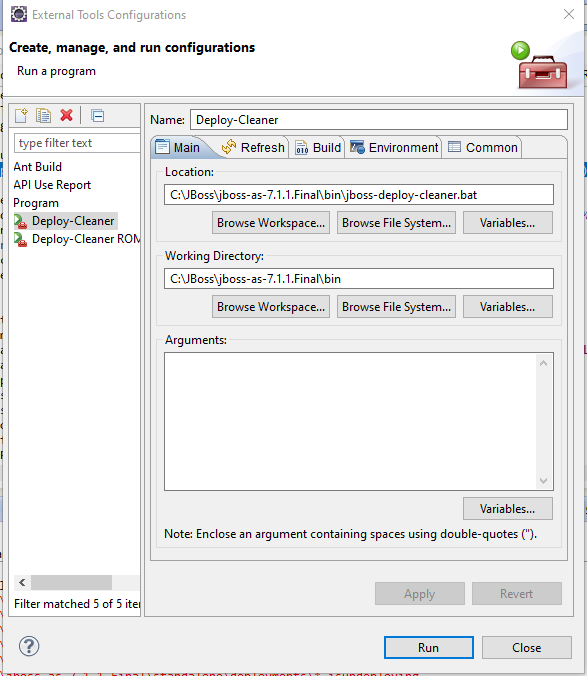 External Tools Configurations
Create, manage, and run configurations
Run a program
type filter text
Ant Build
API Use Report
Program
Deploy-Cleaner
Deploy-Cleaner ROM
Filter matched 5 of 5 iter
Name: Deploy-Cleaner
Main Refresh Build Environment Common
Location:
C:\JBoss\jboss-as-7.1.1.Final\bin\jboss-deploy-cleaner.bat
Browse Workspace... Browse File System... Variables...
Working Directory:
C:\JBoss\jboss-as-7.1.1.Final\bin
Browse Workspace... Browse File System... Variables...
Arguments:
Variables...
Note: Enclose an argument containing spaces using double-quotes (").
Apply Revert
Run Close